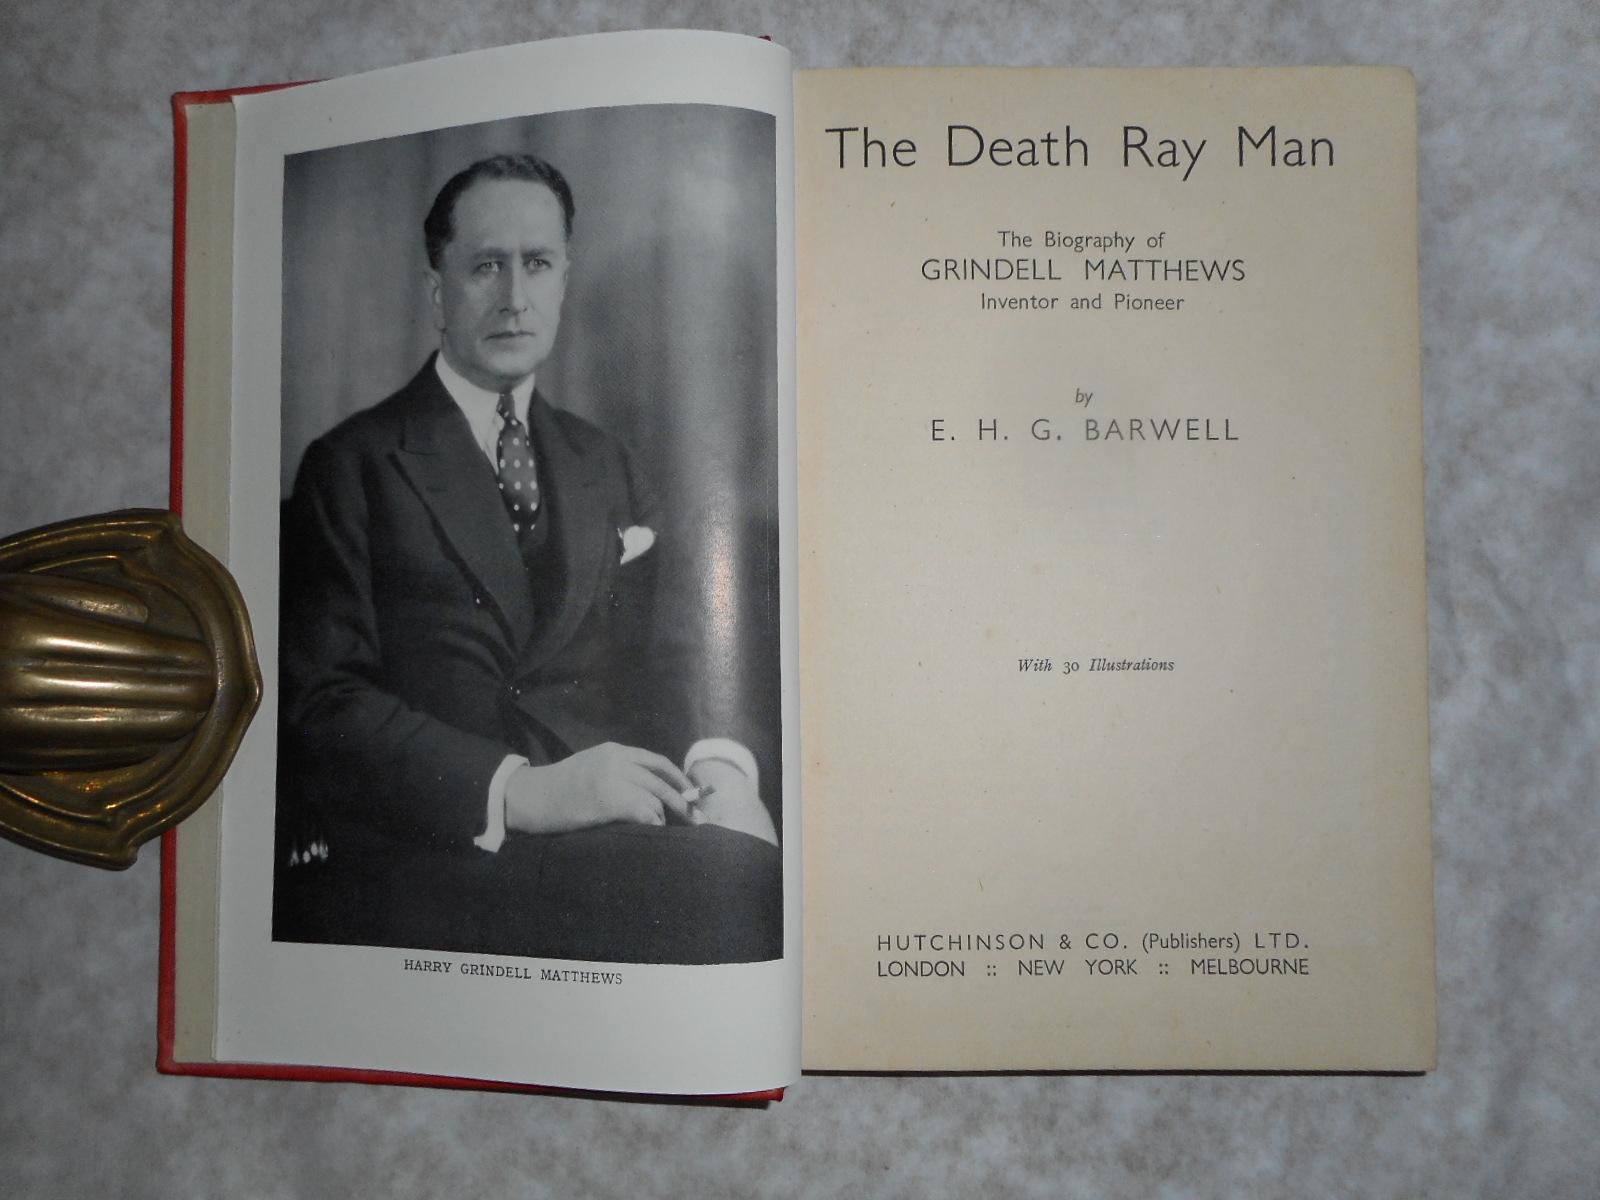 HARRY GRINDELL MATTHEWS
The Death Ray Man
The Biography of
GRINDELL MATTHEWS
Inventor and Pioneer
by
E. H. G. BARWELL
With 30 Illustrations
HUTCHINSON & CO. (Publishers) LTD.
LONDON :: NEW YORK :: MELBOURNE